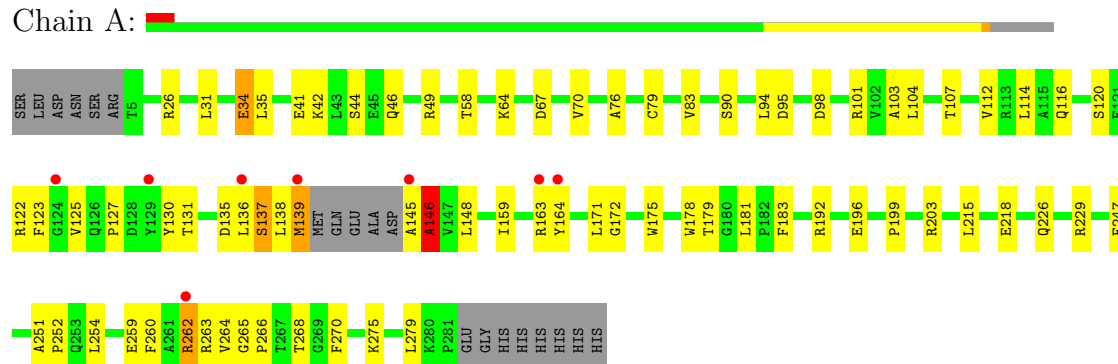 Chain A:
SER LEU ASP ASN SER ARG T5 R26 L31 E34 L35 E41 K42 L43 S44 E45 Q46 R49 T58 K64 D67 V70 A76 C79 V83 S90 L94 D95 D98 R101 V102 A103 L104 T107 V112 R113 L114 A115 Q116 S120
R122 F123 G124 V125 Q126 P127 D128 Y129 Y130 T131 D135 L136 S137 L138 M139 MET GLN GLU ALA ASP A145 A146 V147 L148 I159 R163 Y164 L171 G172 W175 W178 T179 G180 L181 P182 F183 R192 E196 P199 R203 L215 E218 Q226 R229
A251 P252 Q253 L254 E259 F260 A261 R262 R263 V264 G265 P266 T267 T268 G269 F270 K275 L279 K280 P281 GLU GLY HIS HIS HIS HIS HIS HIS